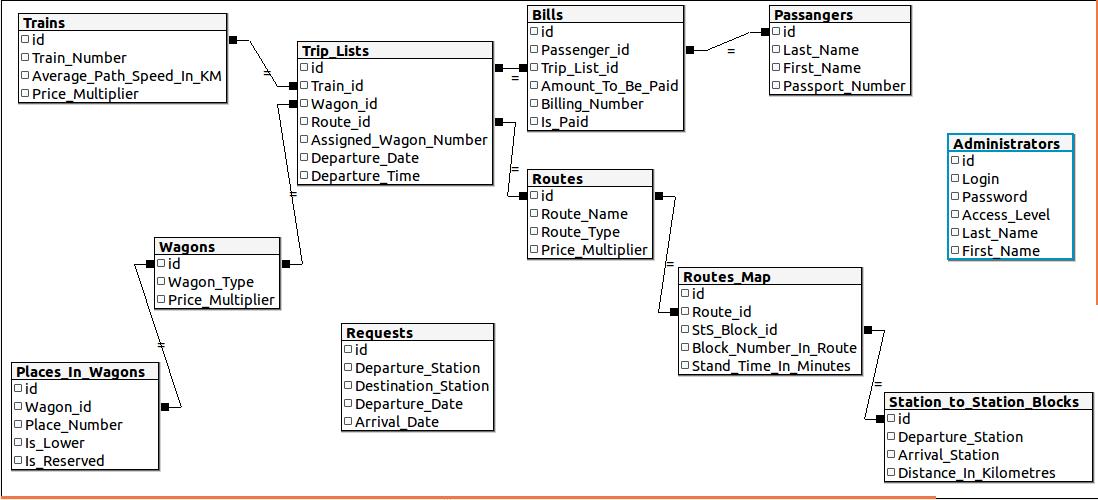 Trains
id
Train_Number
Average_Path_Speed_In_KM
Price_Multiplier
Trip_Lists
id
Train_id
Wagon_id
Route_id
Assigned_Wagon_Number
Departure_Date
Departure_Time
Bills
id
Passenger_id
Trip_List_id
Amount_To_Be_Paid
Billing_Number
Is_Paid
Passangers
id
Last_Name
First_Name
Passport_Number
Administrators
id
Login
Password
Access_Level
Last_Name
First_Name
Routes
id
Route_Name
Route_Type
Price_Multiplier
Wagons
id
Wagon_Type
Price_Multiplier
Routes_Map
id
Route_id
StS_Block_id
Block_Number_In_Route
Stand_Time_In_Minutes
Requests
id
Departure_Station
Destination_Station
Departure_Date
Arrival_Date
Places_In_Wagons
id
Wagon_id
Place_Number
Is_Lower
Is_Reserved
Station_to_Station_Blocks
id
Departure_Station
Arrival_Station
Distance_In_Kilometres
=
=
=
=
=
=
=
=